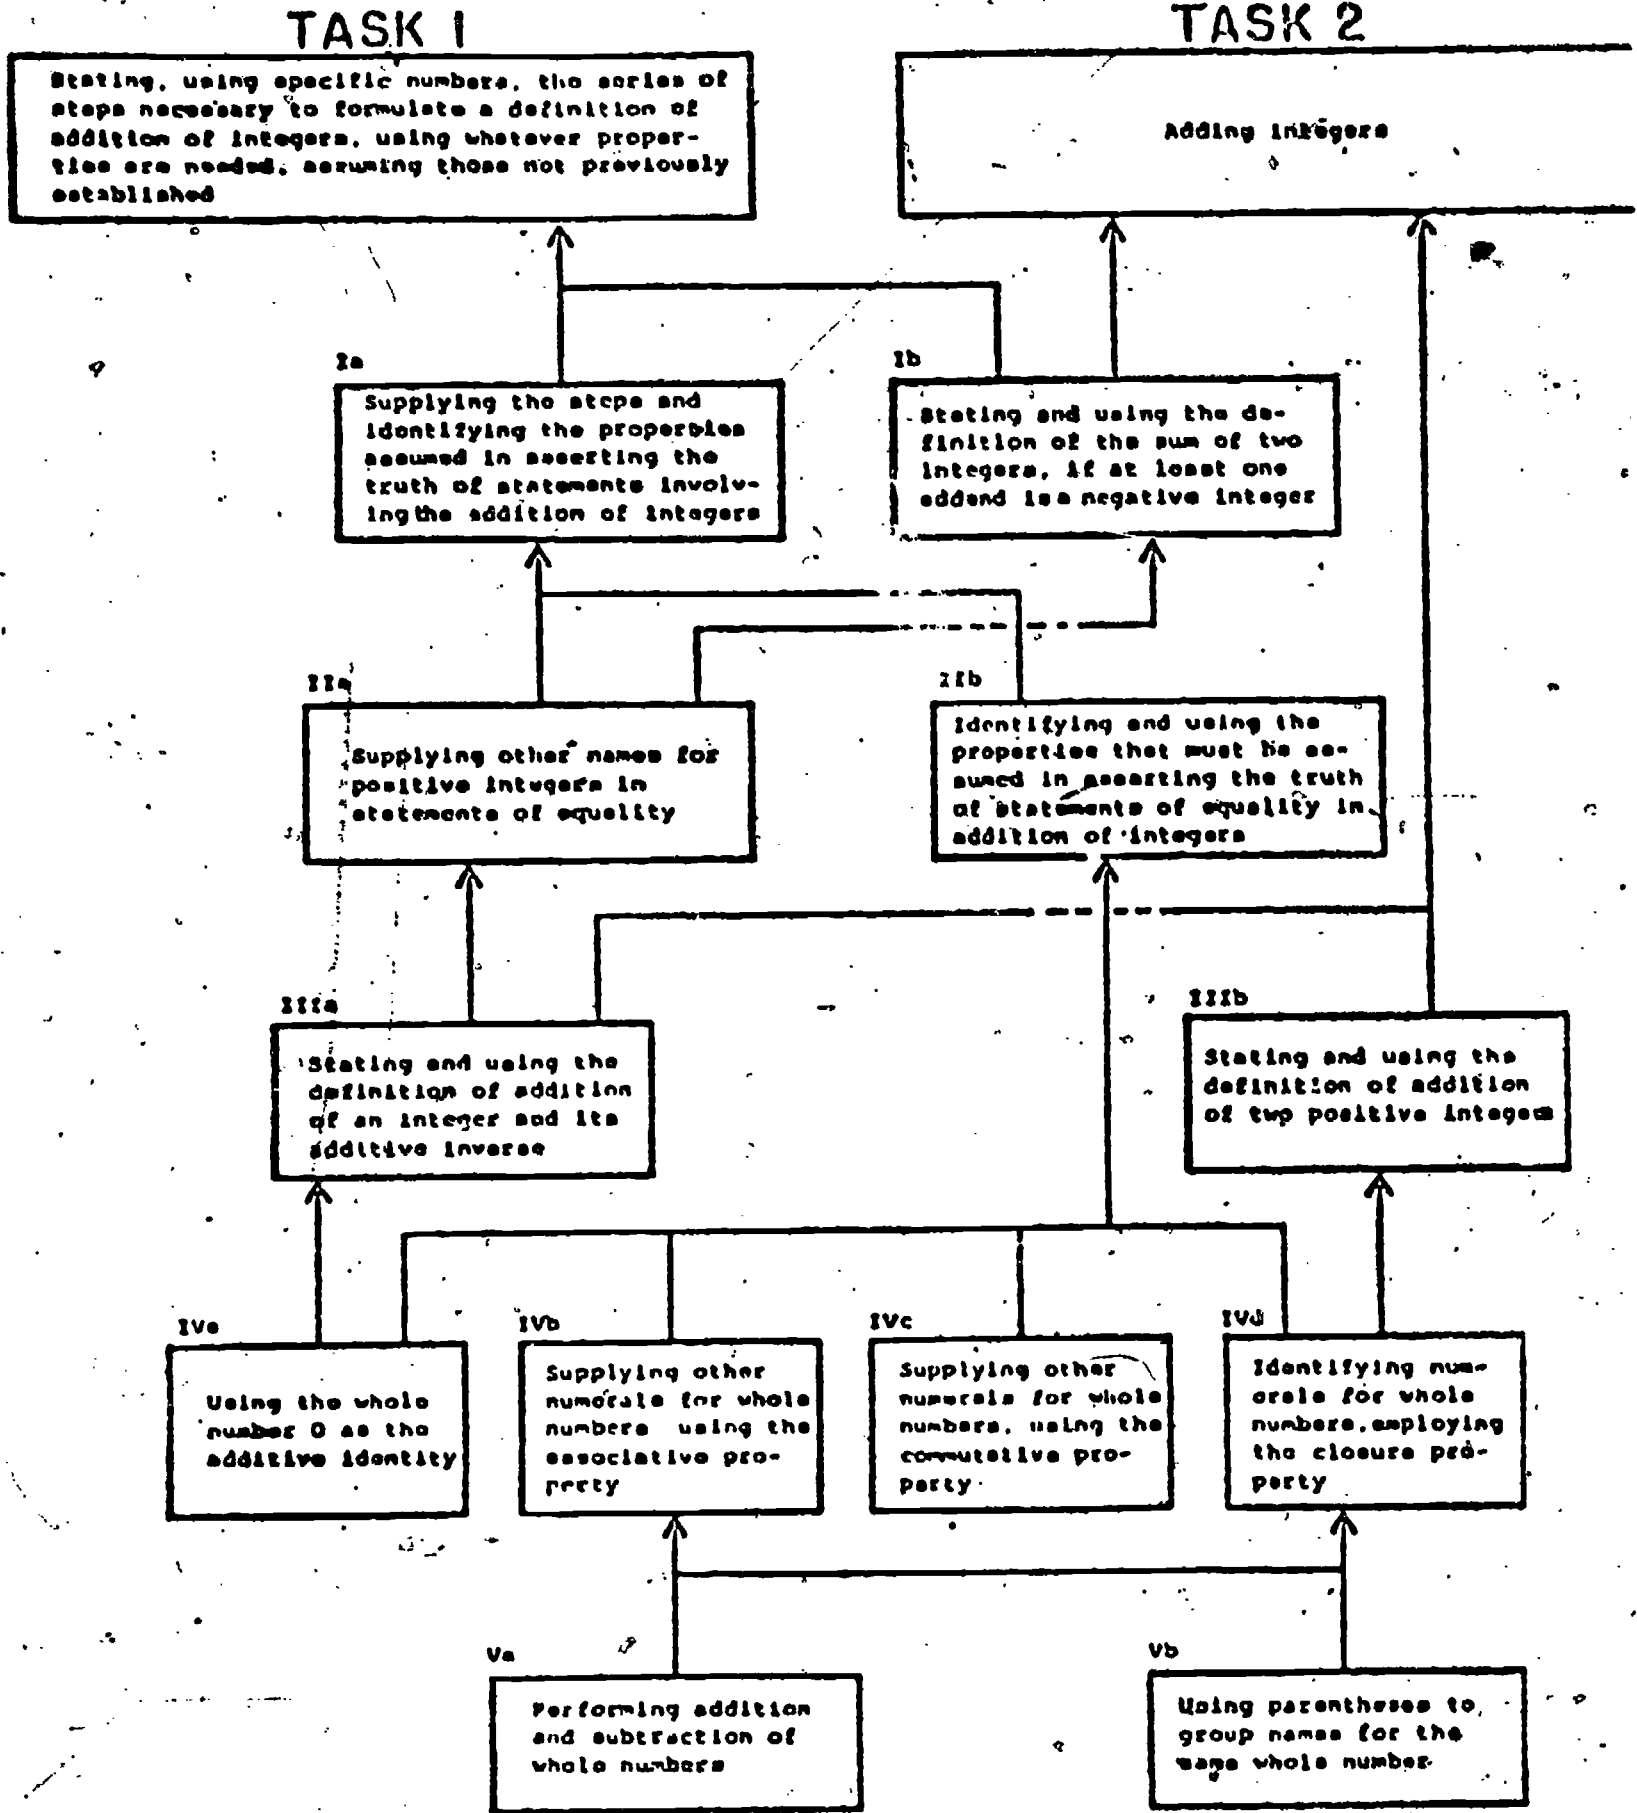 TASK 1
Stating, using specific numbers, the series of
steps necessary to formulate a definition of
addition of integers, using whatever proper-
ties are needed, assuming those not previously
established
TASK 2
Adding integers
Ia
Supplying the steps and
identifying the properties
assumed in asserting the
truth of statements involv-
ing the addition of integers
Ib
Stating and using the de-
finition of the sum of two
integers, if at least one
addend is a negative integer
IIa
Supplying other names for
positive integers in
statements of equality
IIb
Identifying and using the
properties that must be as-
sumed in asserting the truth
of statements of equality in
addition of integers
IIIa
Stating and using the
definition of addition
of an integer and its
additive inverse
IIIb
Stating and using the
definition of addition
of two positive integers
IVa
Using the whole
number 0 as the
additive identity
IVb
Supplying other
numerals for whole
numbers using the
associative pro-
perty
IVc
Supplying other
numerals for whole
numbers, using the
commutative pro-
perty
IVd
Identifying num-
erals for whole
numbers, employing
the closure pro-
perty
Va
Performing addition
and subtraction of
whole numbers
Vb
Using parentheses to
group names for the
same whole number